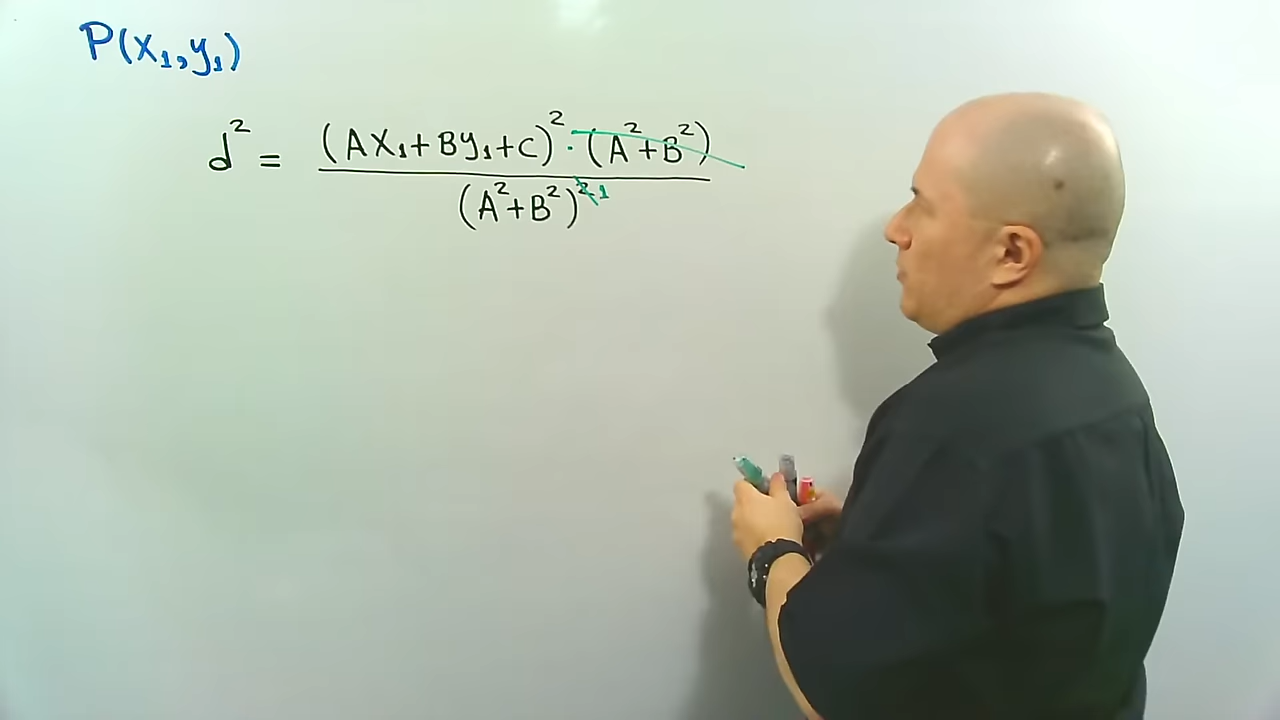 P(x₁,y₁)
d² = (Ax₁+By₁+C)² · (A²+B²)
(A²+B²)² 1